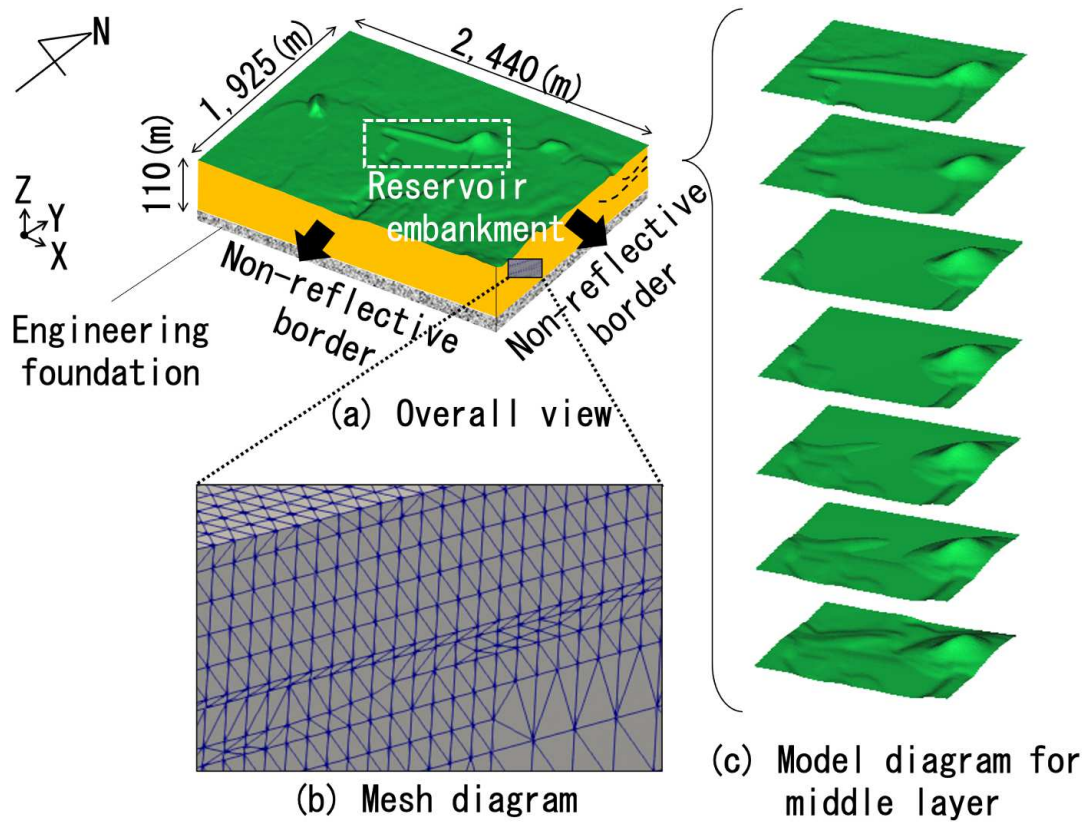 N
1,925(m)
2,440(m)
110(m)
Reservoir
embankment
Z
Y
X
Non-reflective
border
Non-reflective
border
Engineering
foundation
(a) Overall view
(b) Mesh diagram
(c) Model diagram for
middle layer